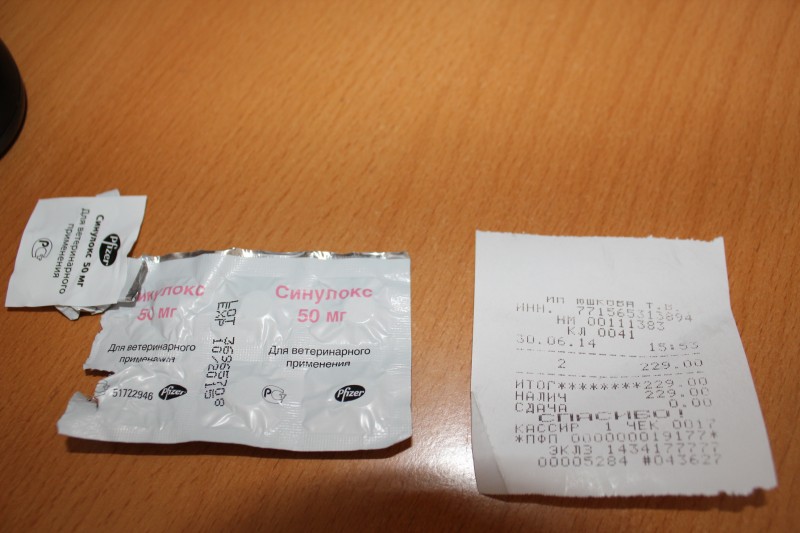 Pfizer
Синулокс 50 мг
Для ветеринарного
применения
Синулокс
50 мг
Для ветеринарного
применения
51722946 Pfizer
LOT 36965708
EXP 10/2015
Синулокс
50 мг
Для ветеринарного
применения
Pfizer
ИП ЮШКОВА Т.В.
ИНН. 771565313894
НМ 00111383
КЛ 0041
30.06.14 15:53
2 229.00
ИТОГ********229.00
НАЛИЧ 229.00
СДАЧА 0.00
СПАСИБО!
КАССИР 1 ЧЕК 0017
*ПФП 000000019177*
ЭКЛЗ 1434177777
00005284 #043627